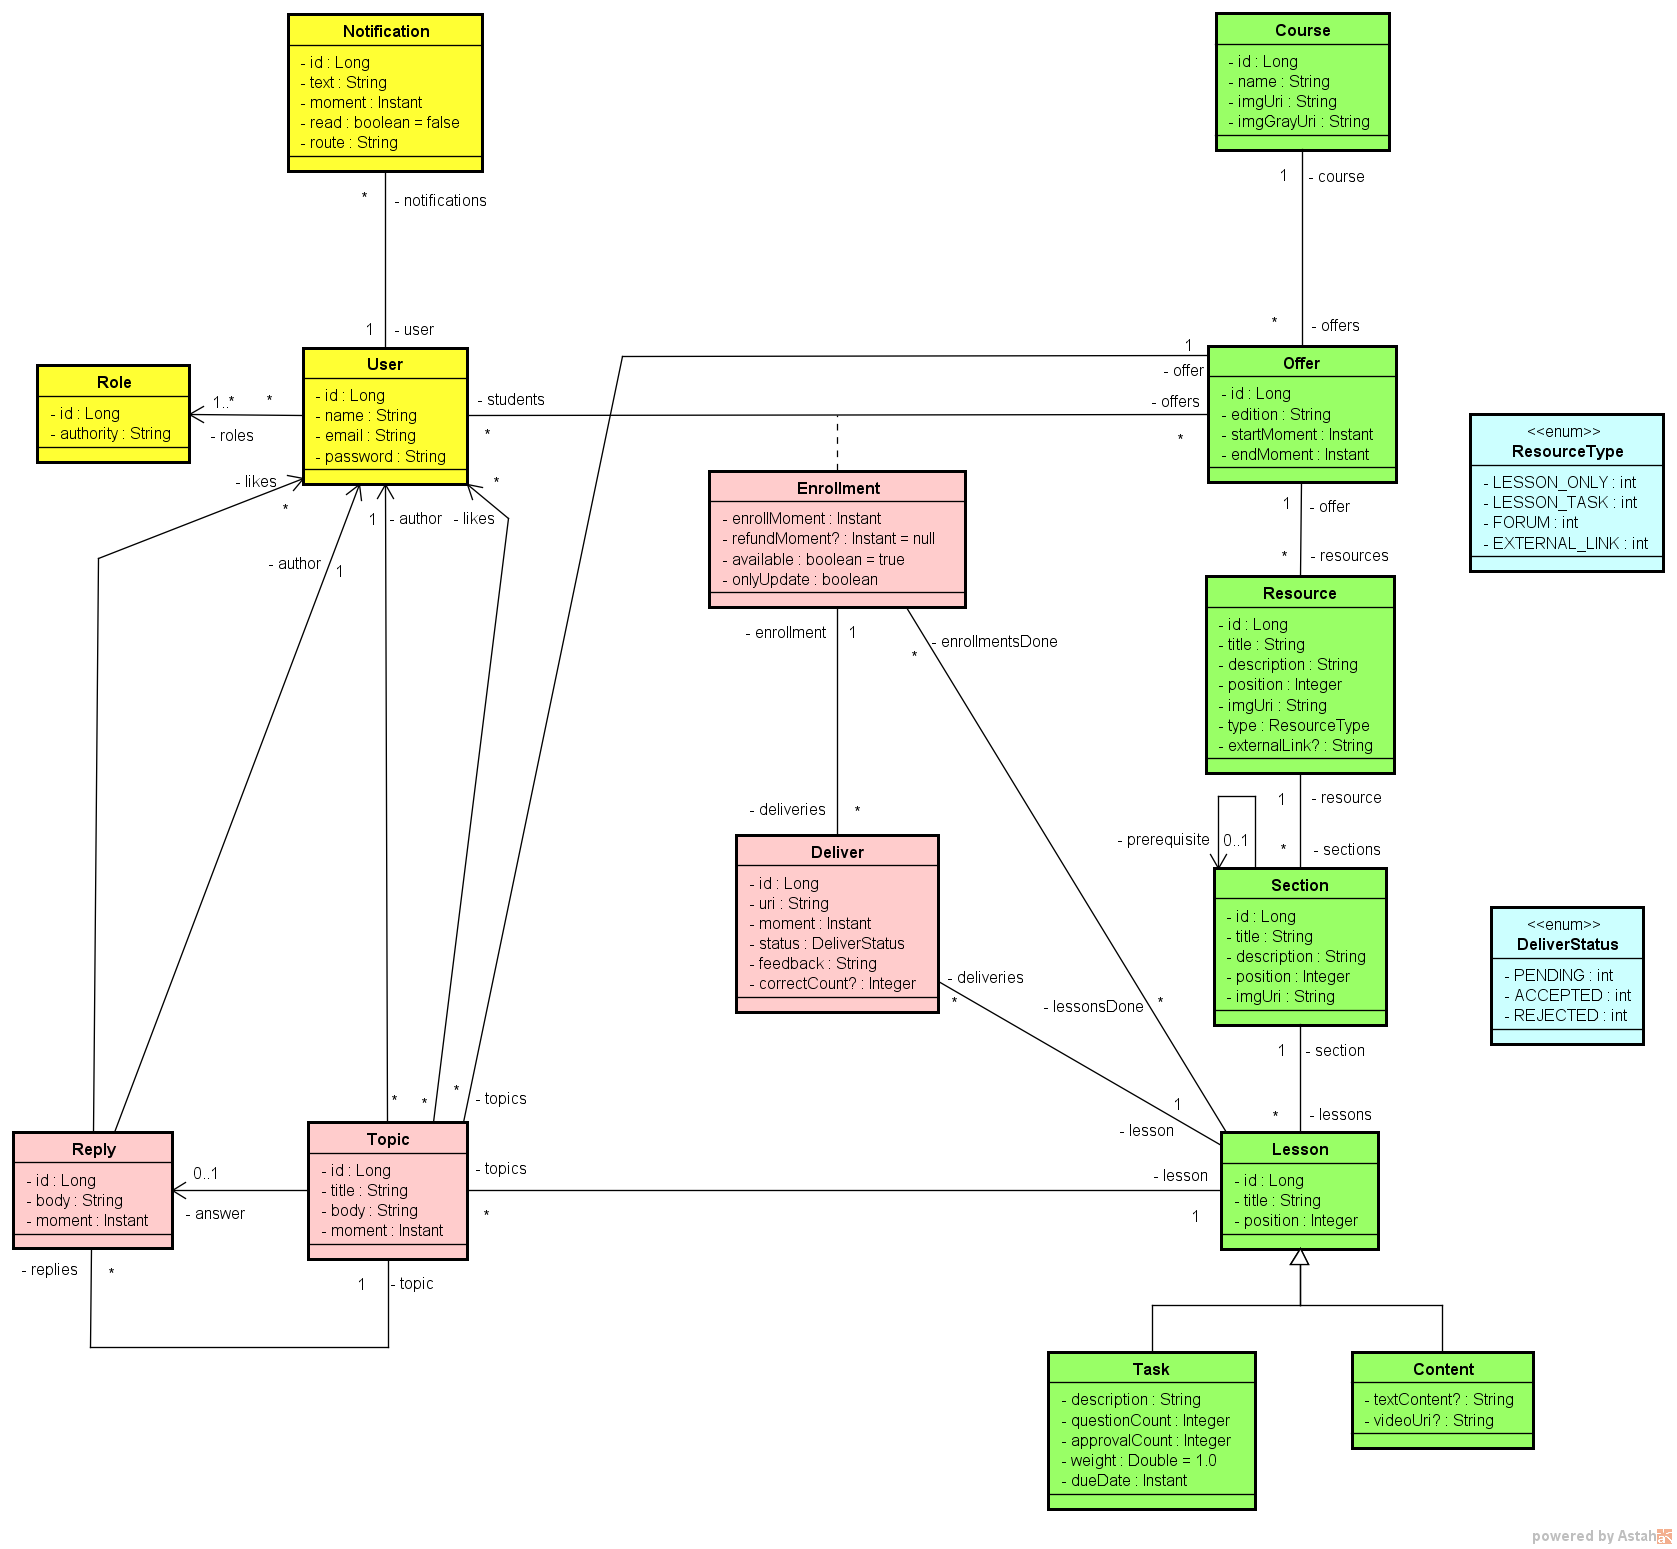 Notification
- id : Long
- text : String
- moment : Instant
- read : boolean = false
- route : String
* - notifications
1 - user
Course
- id : Long
- name : String
- imgUri : String
- imgGrayUri : String
1 - course
* - offers
Role
- id : Long
- authority : String
1..* *
- roles
User
- id : Long
- name : String
- email : String
- password : String
- students
*
1
- offer
- offers
*
Offer
- id : Long
- edition : String
- startMoment : Instant
- endMoment : Instant
<<enum>>
ResourceType
- LESSON_ONLY : int
- LESSON_TASK : int
- FORUM : int
- EXTERNAL_LINK : int
- likes
*
- author
1
1 - author
- likes
*
Enrollment
- enrollMoment : Instant
- refundMoment? : Instant = null
- available : boolean = true
- onlyUpdate : boolean
1 - offer
* - resources
- enrollment 1
- enrollmentsDone
*
Resource
- id : Long
- title : String
- description : String
- position : Integer
- imgUri : String
- type : ResourceType
- externalLink? : String
- deliveries *
1 - resource
- prerequisite 0..1
* - sections
Deliver
- id : Long
- uri : String
- moment : Instant
- status : DeliverStatus
- feedback : String
- correctCount? : Integer
Section
- id : Long
- title : String
- description : String
- position : Integer
- imgUri : String
<<enum>>
DeliverStatus
- PENDING : int
- ACCEPTED : int
- REJECTED : int
- deliveries
*
- lessonsDone *
1 - section
* - lessons
1
- lesson
* * * - topics
Reply
- id : Long
- body : String
- moment : Instant
0..1
- answer
Topic
- id : Long
- title : String
- body : String
- moment : Instant
- topics
*
- lesson
1
Lesson
- id : Long
- title : String
- position : Integer
- replies *
1 - topic
Task
- description : String
- questionCount : Integer
- approvalCount : Integer
- weight : Double = 1.0
- dueDate : Instant
Content
- textContent? : String
- videoUri? : String
powered by Astah